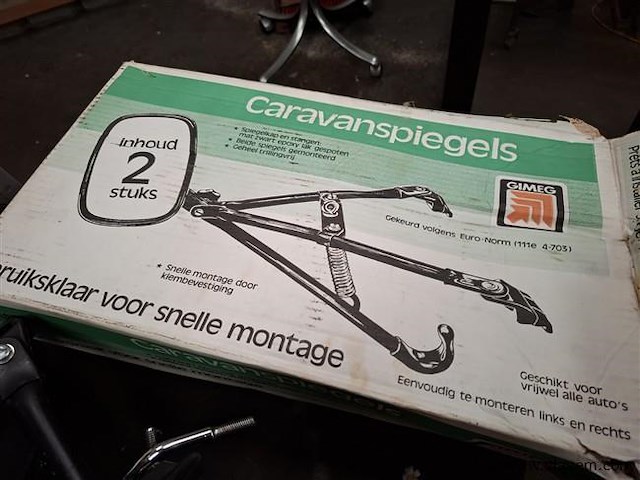 Caravanspiegels
Inhoud
2
stuks
* Spiegelkap en stangen:
mat zwart epoxy lak gespoten
* Beide spiegels gemonteerd
* Geheel trillingvrij
GIMEG
Gekeurd volgens Euro-Norm (111e 4-703)
* Snelle montage door
klembevestiging
bruiksklaar voor snelle montage
Geschikt voor
vrijwel alle auto's
Eenvoudig te monteren links en rechts
Caravanspiegels